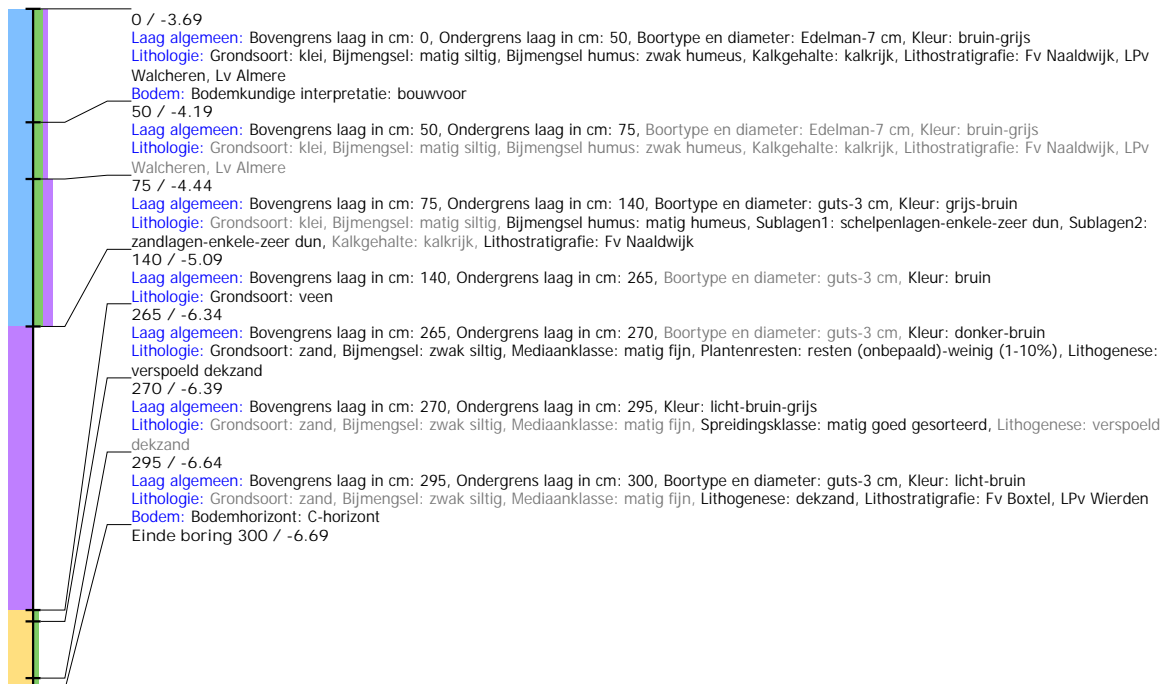 0 / -3.69
Laag algemeen: Bovengrens laag in cm: 0, Ondergrens laag in cm: 50, Boortype en diameter: Edelman-7 cm, Kleur: bruin-grijs
Lithologie: Grondsoort: klei, Bijmengsel: matig siltig, Bijmengsel humus: zwak humeus, Kalkgehalte: kalkrijk, Lithostratigrafie: Fv Naaldwijk, LPv
Walcheren, Lv Almere
Bodem: Bodemkundige interpretatie: bouwvoor
50 / -4.19
Laag algemeen: Bovengrens laag in cm: 50, Ondergrens laag in cm: 75, Boortype en diameter: Edelman-7 cm, Kleur: bruin-grijs
Lithologie: Grondsoort: klei, Bijmengsel: matig siltig, Bijmengsel humus: zwak humeus, Kalkgehalte: kalkrijk, Lithostratigrafie: Fv Naaldwijk, LPv
Walcheren, Lv Almere
75 / -4.44
Laag algemeen: Bovengrens laag in cm: 75, Ondergrens laag in cm: 140, Boortype en diameter: guts-3 cm, Kleur: grijs-bruin
Lithologie: Grondsoort: klei, Bijmengsel: matig siltig, Bijmengsel humus: matig humeus, Sublagen1: schelpenlagen-enkele-zeer dun, Sublagen2:
zandlagen-enkele-zeer dun, Kalkgehalte: kalkrijk, Lithostratigrafie: Fv Naaldwijk
140 / -5.09
Laag algemeen: Bovengrens laag in cm: 140, Ondergrens laag in cm: 265, Boortype en diameter: guts-3 cm, Kleur: bruin
Lithologie: Grondsoort: veen
265 / -6.34
Laag algemeen: Bovengrens laag in cm: 265, Ondergrens laag in cm: 270, Boortype en diameter: guts-3 cm, Kleur: donker-bruin
Lithologie: Grondsoort: zand, Bijmengsel: zwak siltig, Mediaanklasse: matig fijn, Plantenresten: resten (onbepaald)-weinig (1-10%), Lithogenese:
verspoeld dekzand
270 / -6.39
Laag algemeen: Bovengrens laag in cm: 270, Ondergrens laag in cm: 295, Kleur: licht-bruin-grijs
Lithologie: Grondsoort: zand, Bijmengsel: zwak siltig, Mediaanklasse: matig fijn, Spreidingsklasse: matig goed gesorteerd, Lithogenese: verspoeld
dekzand
295 / -6.64
Laag algemeen: Bovengrens laag in cm: 295, Ondergrens laag in cm: 300, Boortype en diameter: guts-3 cm, Kleur: licht-bruin
Lithologie: Grondsoort: zand, Bijmengsel: zwak siltig, Mediaanklasse: matig fijn, Lithogenese: dekzand, Lithostratigrafie: Fv Boxtel, LPv Wierden
Bodem: Bodemhorizont: C-horizont
Einde boring 300 / -6.69